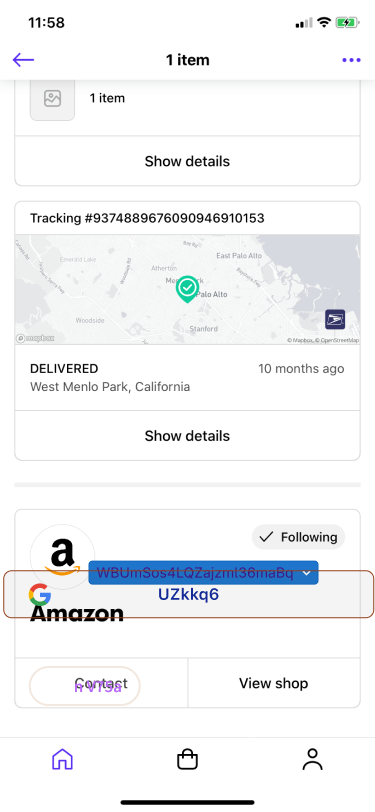 11:58
1 item
1 item
Show details
Tracking #9374889676090946910153
Emerald Lake
East Palo Alto
Atherton
Palo Alto
Woodside
Stanford
mapbox
© Mapbox, © OpenStreetMap
DELIVERED
10 months ago
West Menlo Park, California
Show details
Following
UZkkq6
Amazon
Contact
View shop